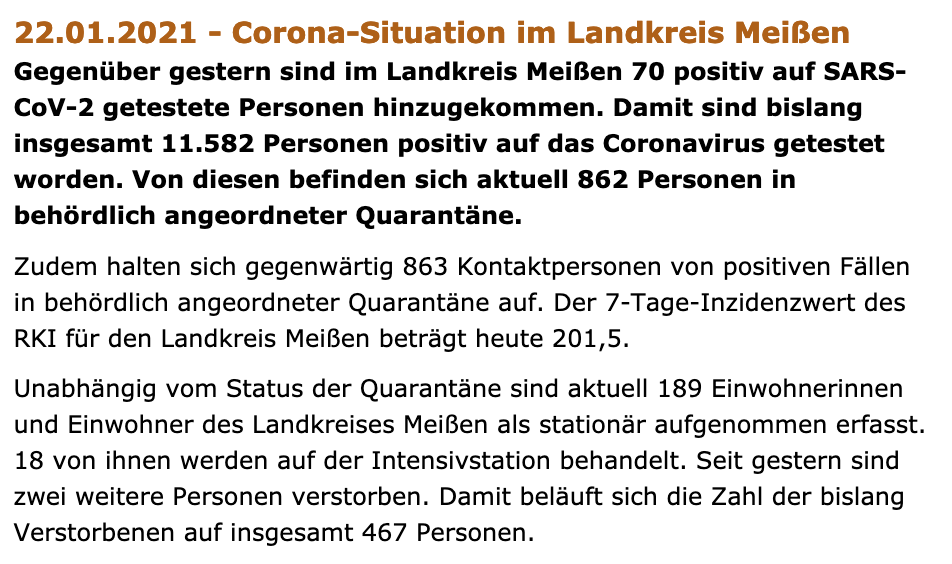 22.01.2021 - Corona-Situation im Landkreis Meißen
Gegenüber gestern sind im Landkreis Meißen 70 positiv auf SARS-
CoV-2 getestete Personen hinzugekommen. Damit sind bislang
insgesamt 11.582 Personen positiv auf das Coronavirus getestet
worden. Von diesen befinden sich aktuell 862 Personen in
behördlich angeordneter Quarantäne.
Zudem halten sich gegenwärtig 863 Kontaktpersonen von positiven Fällen
in behördlich angeordneter Quarantäne auf. Der 7-Tage-Inzidenzwert des
RKI für den Landkreis Meißen beträgt heute 201,5.
Unabhängig vom Status der Quarantäne sind aktuell 189 Einwohnerinnen
und Einwohner des Landkreises Meißen als stationär aufgenommen erfasst.
18 von ihnen werden auf der Intensivstation behandelt. Seit gestern sind
zwei weitere Personen verstorben. Damit beläuft sich die Zahl der bislang
Verstorbenen auf insgesamt 467 Personen.